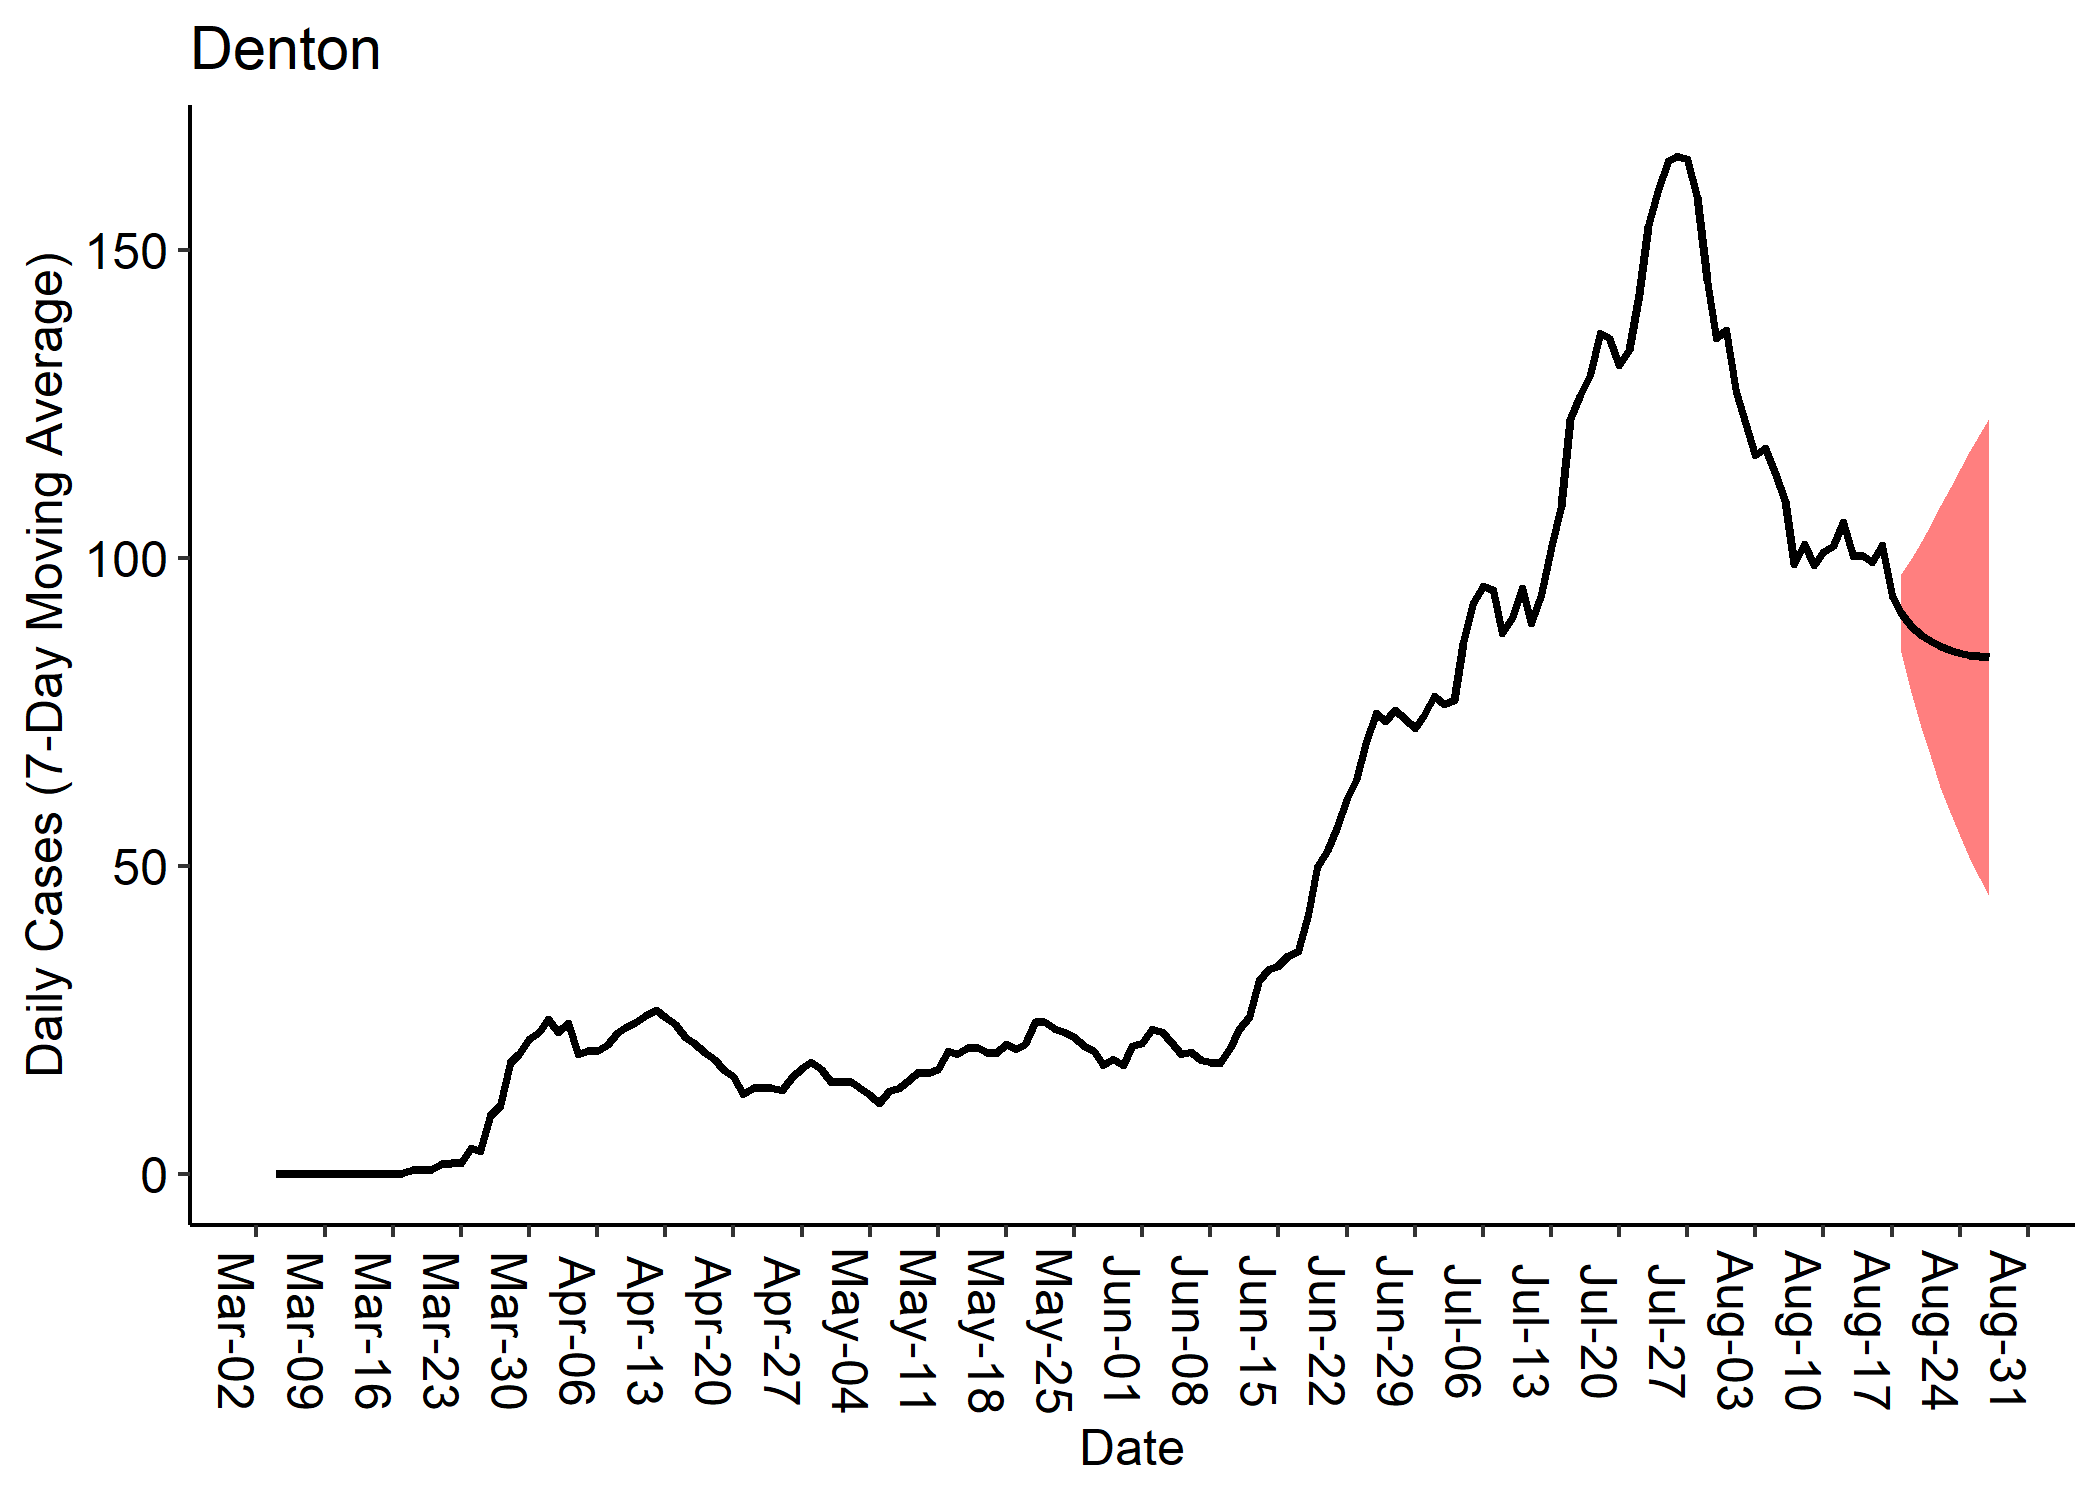 Denton
Daily Cases (7-Day Moving Average)
150
100
50
0
Mar-02
Mar-09
Mar-16
Mar-23
Mar-30
Apr-06
Apr-13
Apr-20
Apr-27
May-04
May-11
May-18
May-25
Jun-01
Jun-08
Jun-15
Jun-22
Jun-29
Jul-06
Jul-13
Jul-20
Jul-27
Aug-03
Aug-10
Aug-17
Aug-24
Aug-31
Date